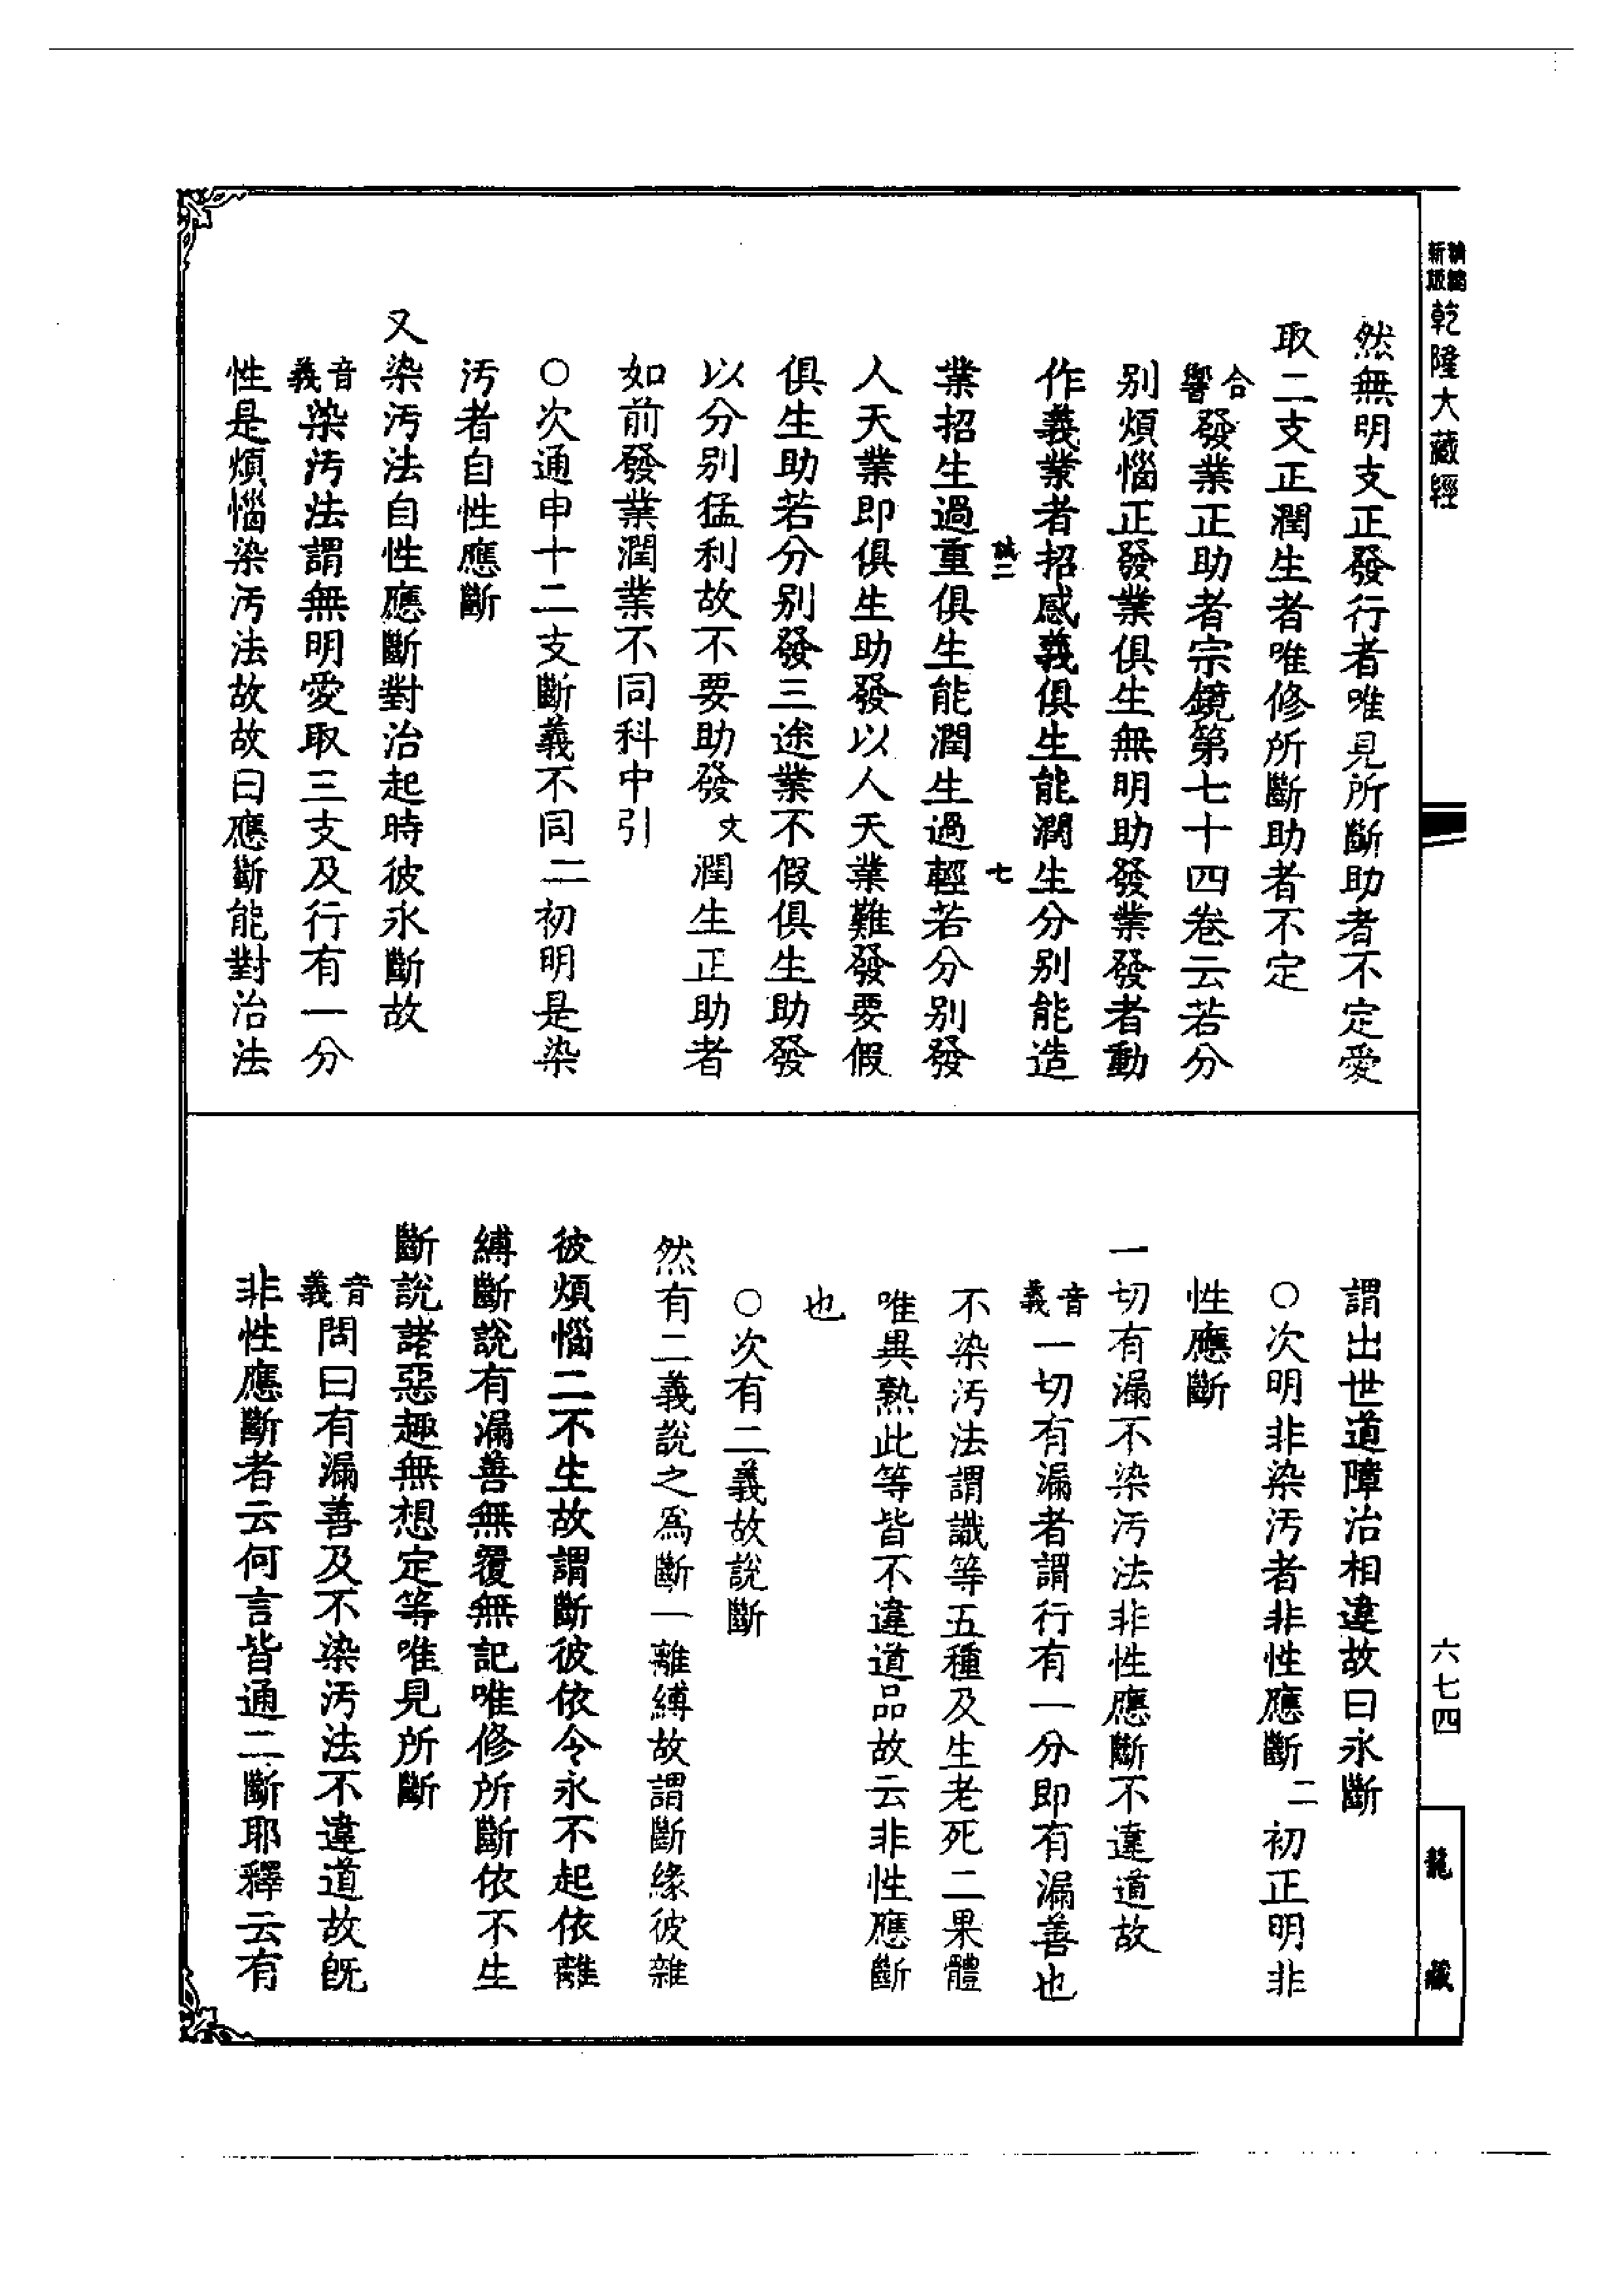 新版精縮
乾隆大藏經
然無明支正發行者唯見所斷助者不定愛
取二支正潤生者唯修所斷助者不定
合響發業正助者宗鏡第七十四卷云若分
別煩惱正發業俱生無明助發業發者動
作義業者招感義俱生能潤生分別能造
業招生過重俱生能潤生過輕若分別發
人天業即俱生助發以人天業難發要假
俱生助若分別發三途業不假俱生助發
以分別猛利故不要助發文潤生正助者
如前發業潤業不同科中引
○次通申十二支斷義不同二初明是染
汚者自性應斷
又染汚法自性應斷對治起時彼永斷故
音義染汚法謂無明愛取三支及行有一分
性是煩惱染汚法故故曰應斷能對治法
七
謂出世道障治相違故曰永斷
○次明非染汚者非性應斷二初正明非
性應斷
一切有漏不染汚法非性應斷不違道故
音義一切有漏者謂行有一分即有漏善也
不染汚法謂識等五種及生老死二果體
唯異熟此等皆不違道品故云非性應斷
也
○次有二義故說斷
然有二義說之為斷一離縛故謂斷緣彼雜
彼煩惱二不生故謂斷彼依令永不起依離
縛斷說有漏善無覆無記唯修所斷依不生
斷說諸惡趣無想定等唯見所斷
音義問曰有漏善及不染汚法不違道故旣
非性應斷者云何言皆通二斷耶釋云有
六七四
龍藏